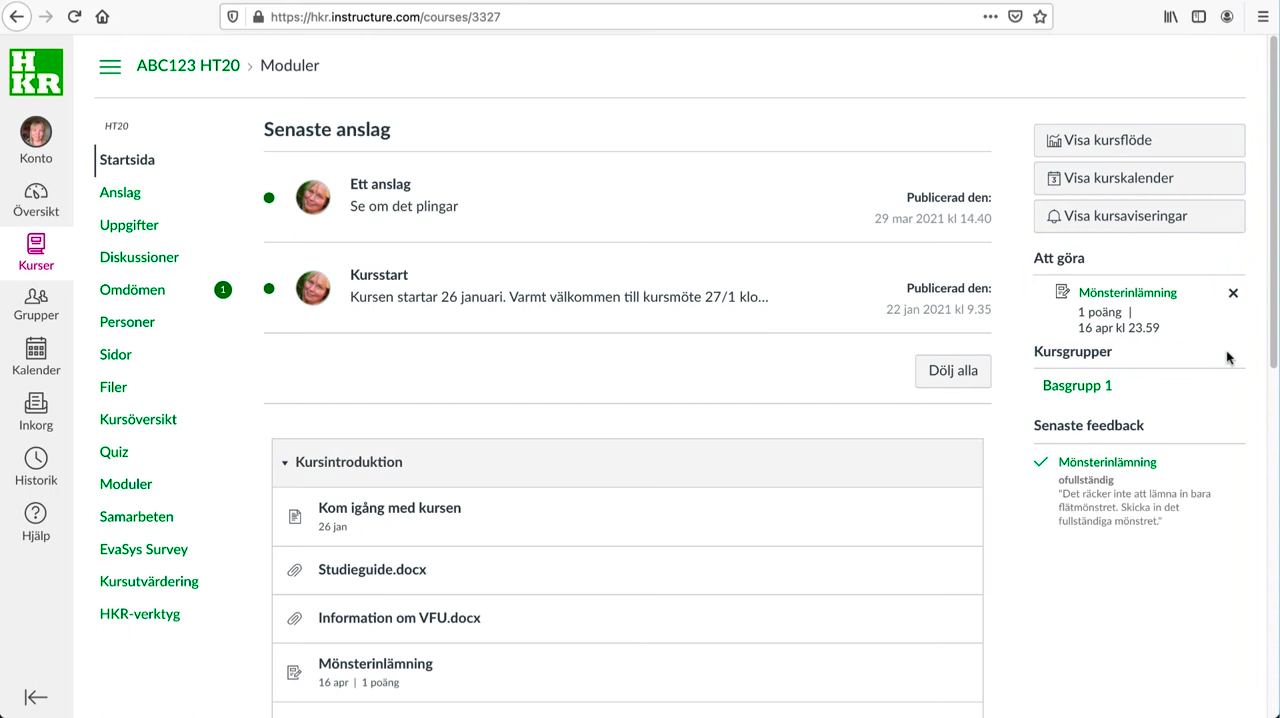 https://hkr.instructure.com/courses/3327
HKR
Konto
Översikt
Kurser
Grupper
Kalender
Inkorg
Historik
Hjälp
ABC123 HT20 › Moduler
HT20
Startsida
Anslag
Uppgifter
Diskussioner
Omdömen 1
Personer
Sidor
Filer
Kursöversikt
Quiz
Moduler
Samarbeten
EvaSys Survey
Kursutvärdering
HKR-verktyg
Senaste anslag
Ett anslag
Se om det plingar
Publicerad den:
29 mar 2021 kl 14.40
Kursstart
Kursen startar 26 januari. Varmt välkommen till kursmöte 27/1 klo...
Publicerad den:
22 jan 2021 kl 9.35
Dölj alla
Kursintroduktion
Kom igång med kursen
26 jan
Studieguide.docx
Information om VFU.docx
Mönsterinlämning
16 apr | 1 poäng
Visa kursflöde
3 Visa kurskalender
Visa kursaviseringar
Att göra
Mönsterinlämning
1 poäng |
16 apr kl 23.59
Kursgrupper
Basgrupp 1
Senaste feedback
Mönsterinlämning
ofullständig
"Det räcker inte att lämna in bara
flätmönstret. Skicka in det
fullständiga mönstret."